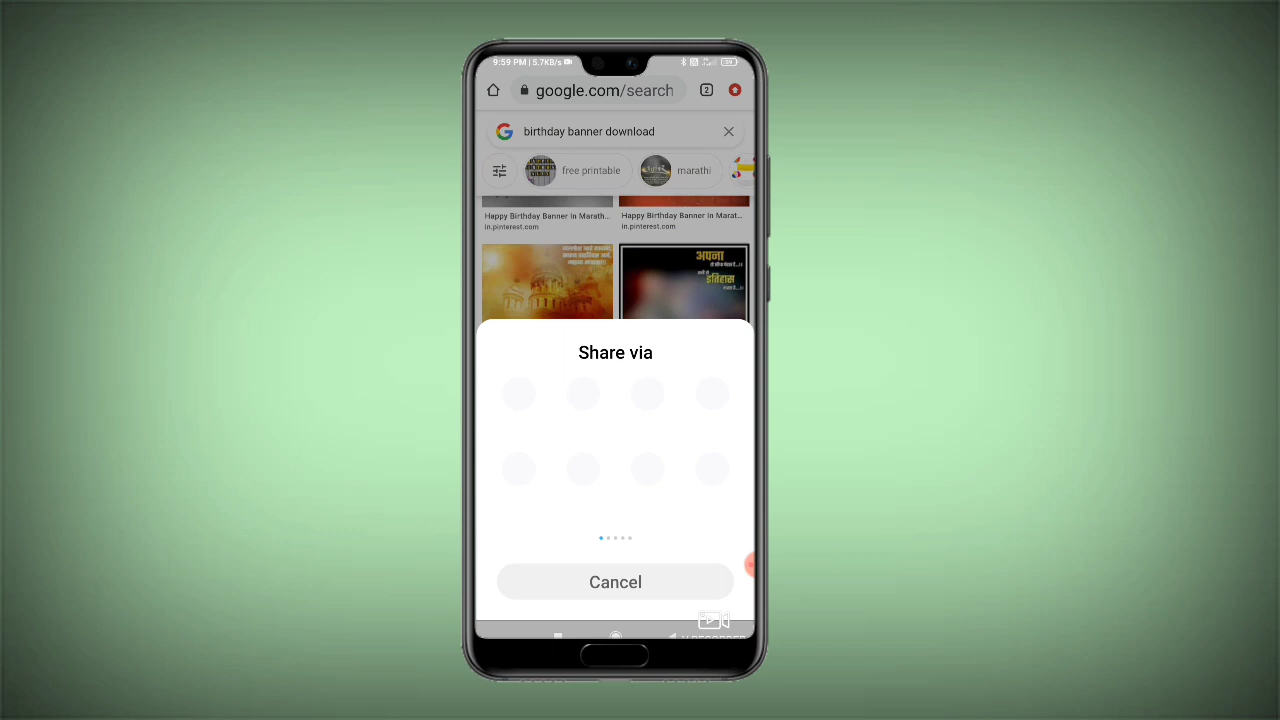 9:59 PM | 5.7KB/s
59
google.com/search
2
birthday banner download
free printable
marathi
Happy Birthday Banner In Marath...
in.pinterest.com
Happy Birthday Banner In Marat...
in.pinterest.com
अपना
इतिहास
Share via
Cancel